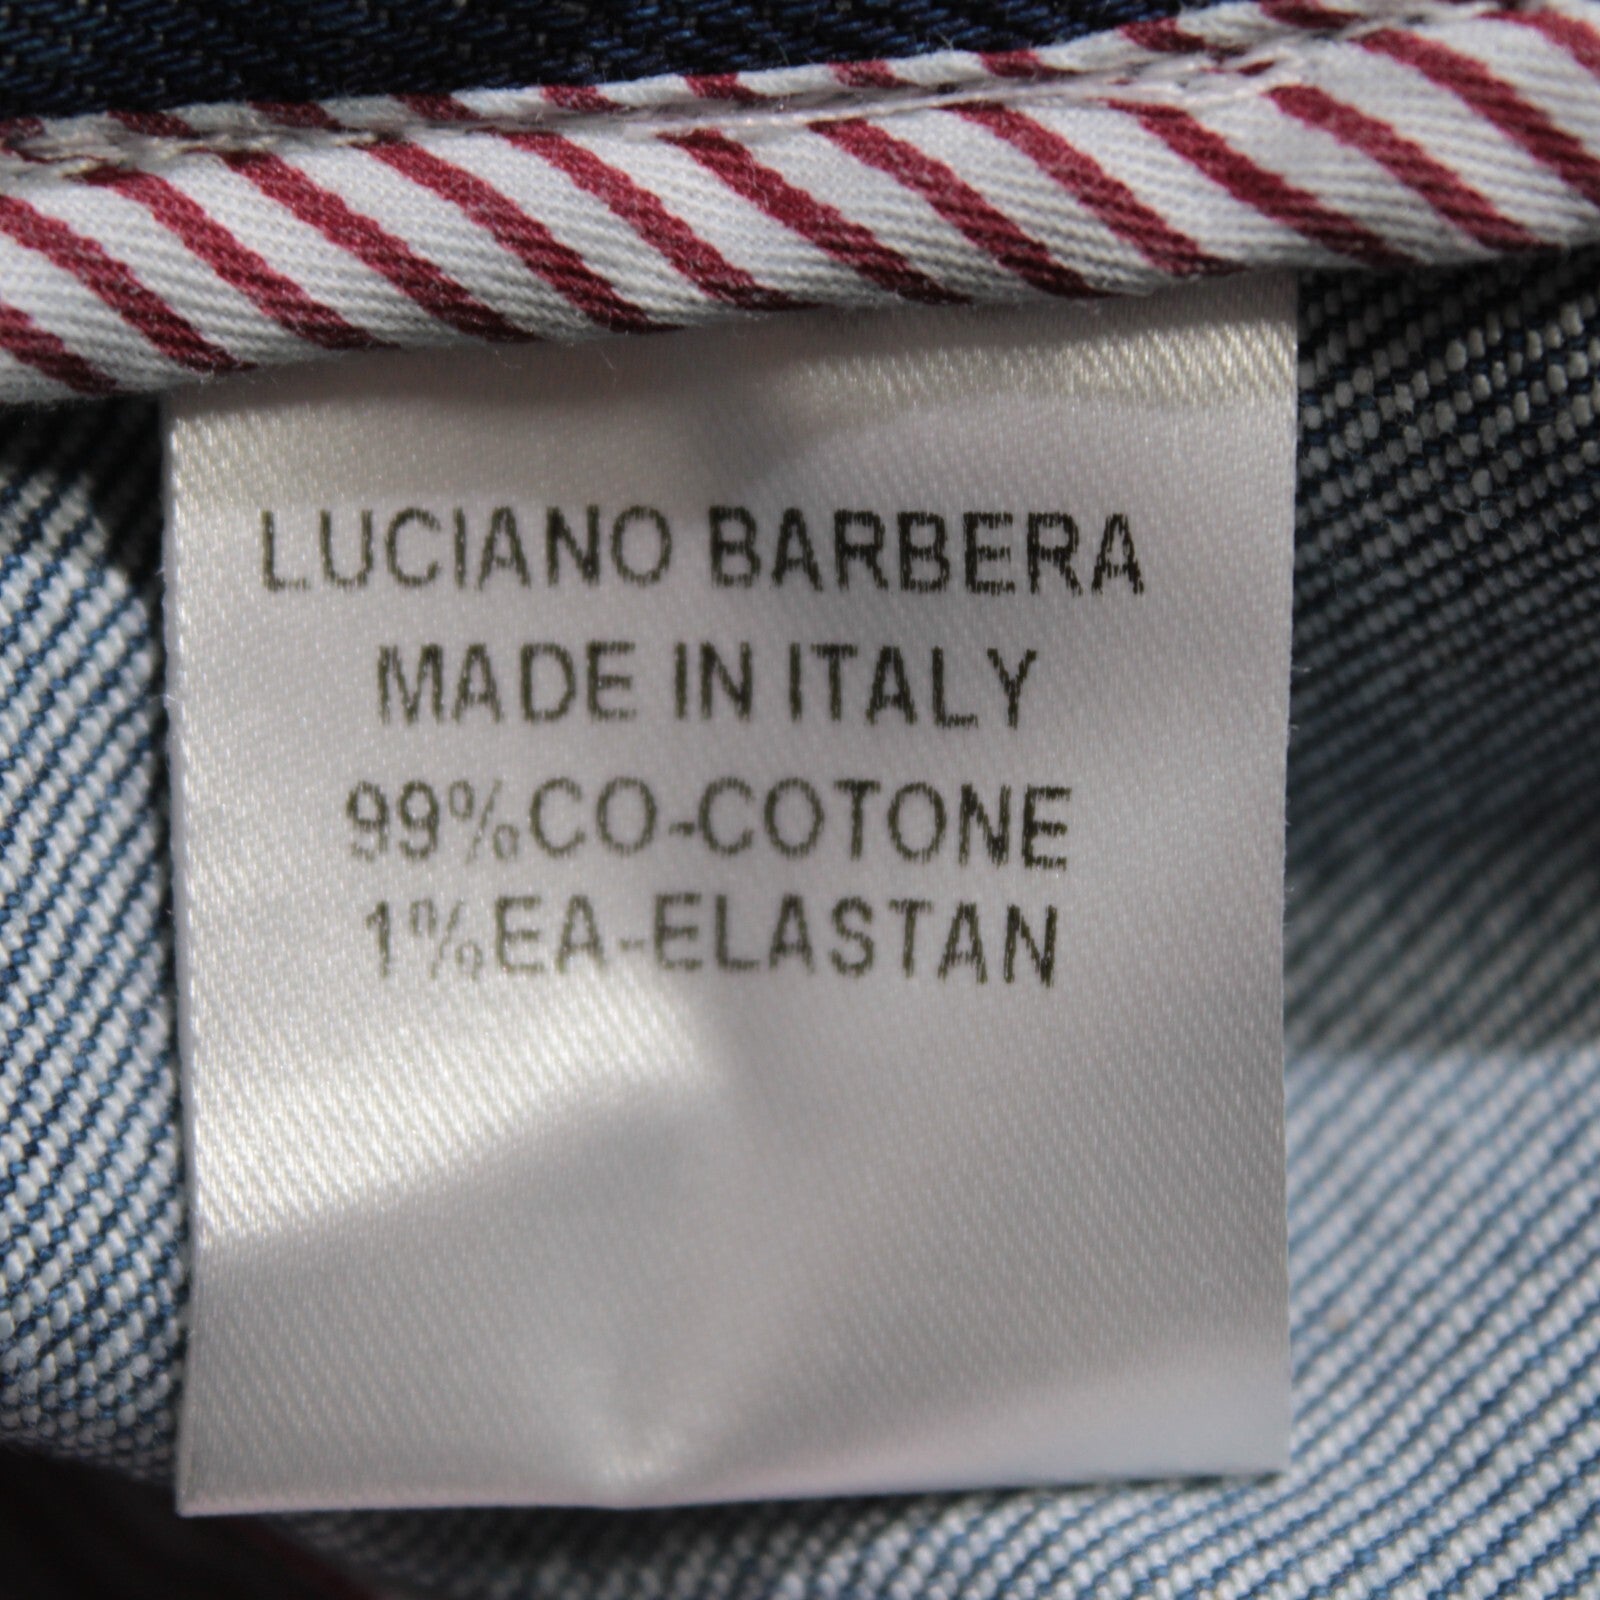 LUCIANO BARBERA
MADE IN ITALY
99%CO-COTONE
1%EA-ELASTAN